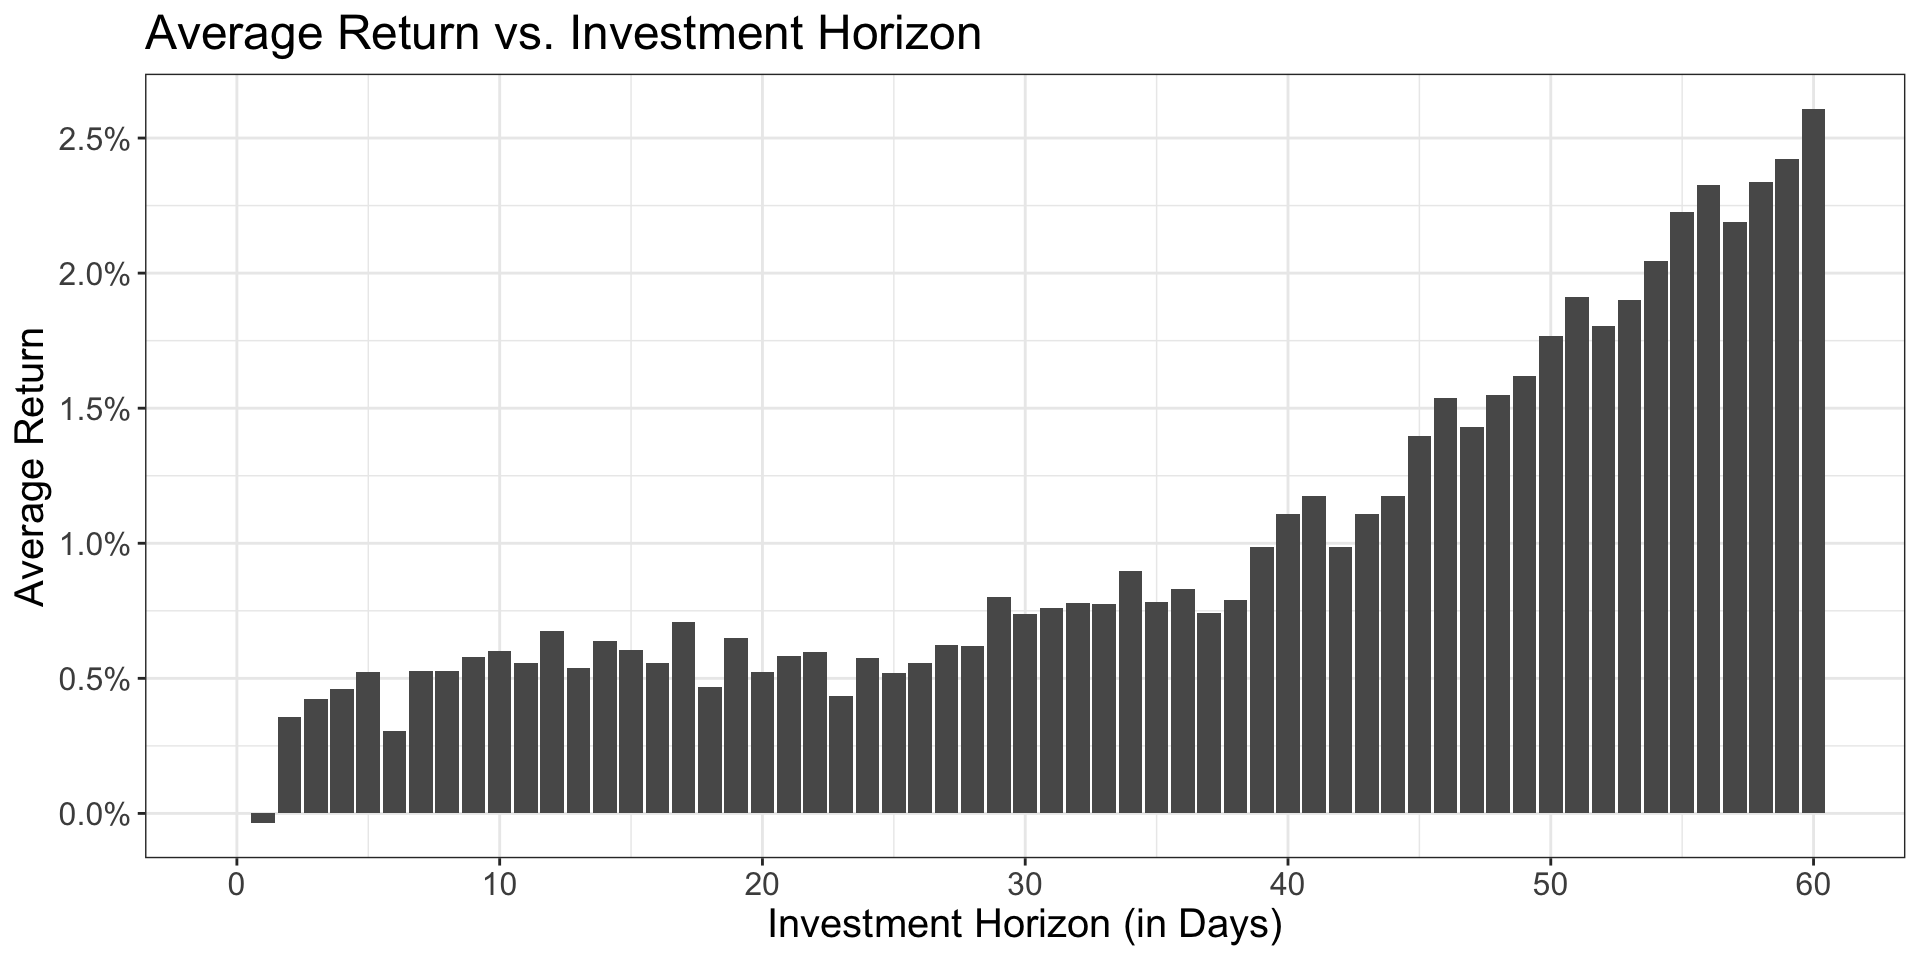 Average Return vs. Investment Horizon
Average Return
2.5%
2.0%
1.5%
1.0%
0.5%
0.0%
0 10 20 30 40 50 60
Investment Horizon (in Days)